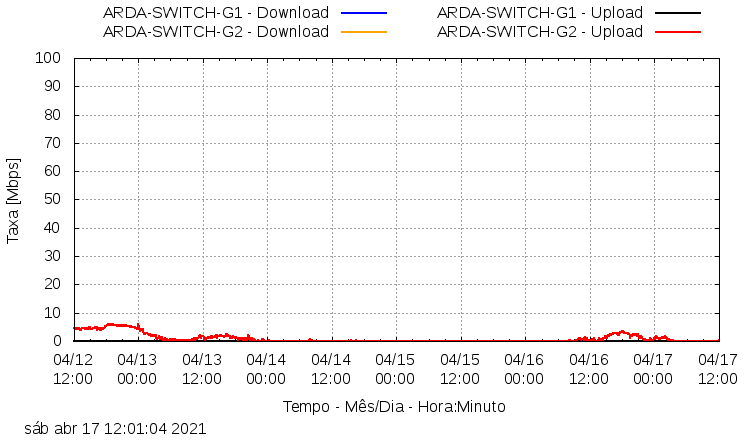 ARDA-SWITCH-G1 - Download ARDA-SWITCH-G1 - Upload
ARDA-SWITCH-G2 - Download ARDA-SWITCH-G2 - Upload
100
90
80
70
60
50
40
30
20
10
0
Taxa [Mbps]
04/12 04/13 04/13 04/14 04/14 04/15 04/15 04/16 04/16 04/17 04/17
12:00 00:00 12:00 00:00 12:00 00:00 12:00 00:00 12:00 00:00 12:00
Tempo - Mês/Dia - Hora:Minuto
sáb abr 17 12:01:04 2021